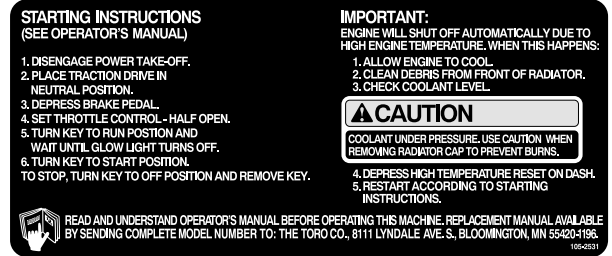 STARTING INSTRUCTIONS
(SEE OPERATOR'S MANUAL)
1. DISENGAGE POWER TAKE-OFF.
2. PLACE TRACTION DRIVE IN
NEUTRAL POSITION.
3. DEPRESS BRAKE PEDAL.
4. SET THROTTLE CONTROL - HALF OPEN.
5. TURN KEY TO RUN POSTION AND
WAIT UNTIL GLOW LIGHT TURNS OFF.
6. TURN KEY TO START POSITION.
TO STOP, TURN KEY TO OFF POSITION AND REMOVE KEY.
IMPORTANT:
ENGINE WILL SHUT OFF AUTOMATICALLY DUE TO
HIGH ENGINE TEMPERATURE. WHEN THIS HAPPENS:
1. ALLOW ENGINE TO COOL.
2. CLEAN DEBRIS FROM FRONT OF RADIATOR.
3. CHECK COOLANT LEVEL.
CAUTION
COOLANT UNDER PRESSURE. USE CAUTION WHEN
REMOVING RADIATOR CAP TO PREVENT BURNS.
4. DEPRESS HIGH TEMPERATURE RESET ON DASH.
5. RESTART ACCORDING TO STARTING
INSTRUCTIONS.
READ AND UNDERSTAND OPERATOR'S MANUAL BEFORE OPERATING THIS MACHINE. REPLACEMENT MANUAL AVAILABLE
BY SENDING COMPLETE MODEL NUMBER TO: THE TORO CO., 8111 LYNDALE AVE. S., BLOOMINGTON, MN 55420-1196.
105-2531